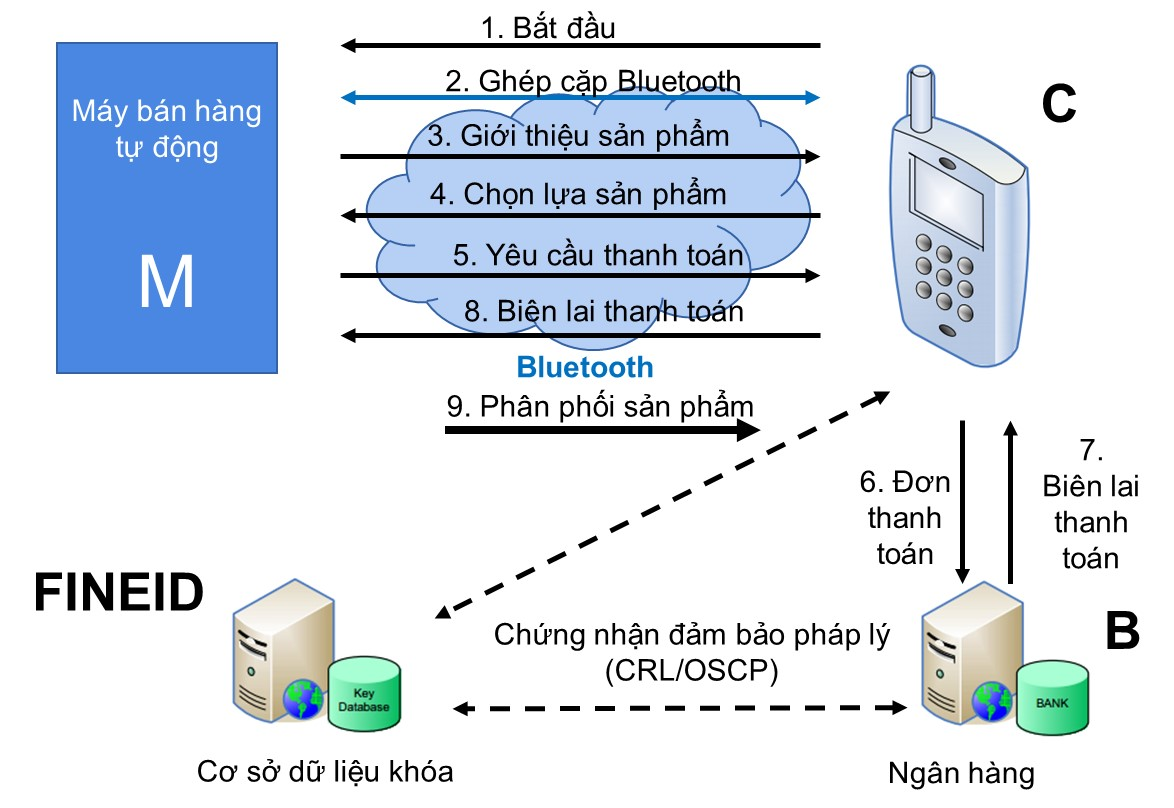 1. Bắt đầu
2. Ghép cặp Bluetooth
3. Giới thiệu sản phẩm
4. Chọn lựa sản phẩm
5. Yêu cầu thanh toán
8. Biên lai thanh toán
Bluetooth
9. Phân phối sản phẩm
Máy bán hàng
tự động
M
C
6. Đơn
thanh
toán
7.
Biên lai
thanh
toán
FINEID
Key
Database
Cơ sở dữ liệu khóa
Chứng nhận đảm bảo pháp lý
(CRL/OSCP)
B
BANK
Ngân hàng